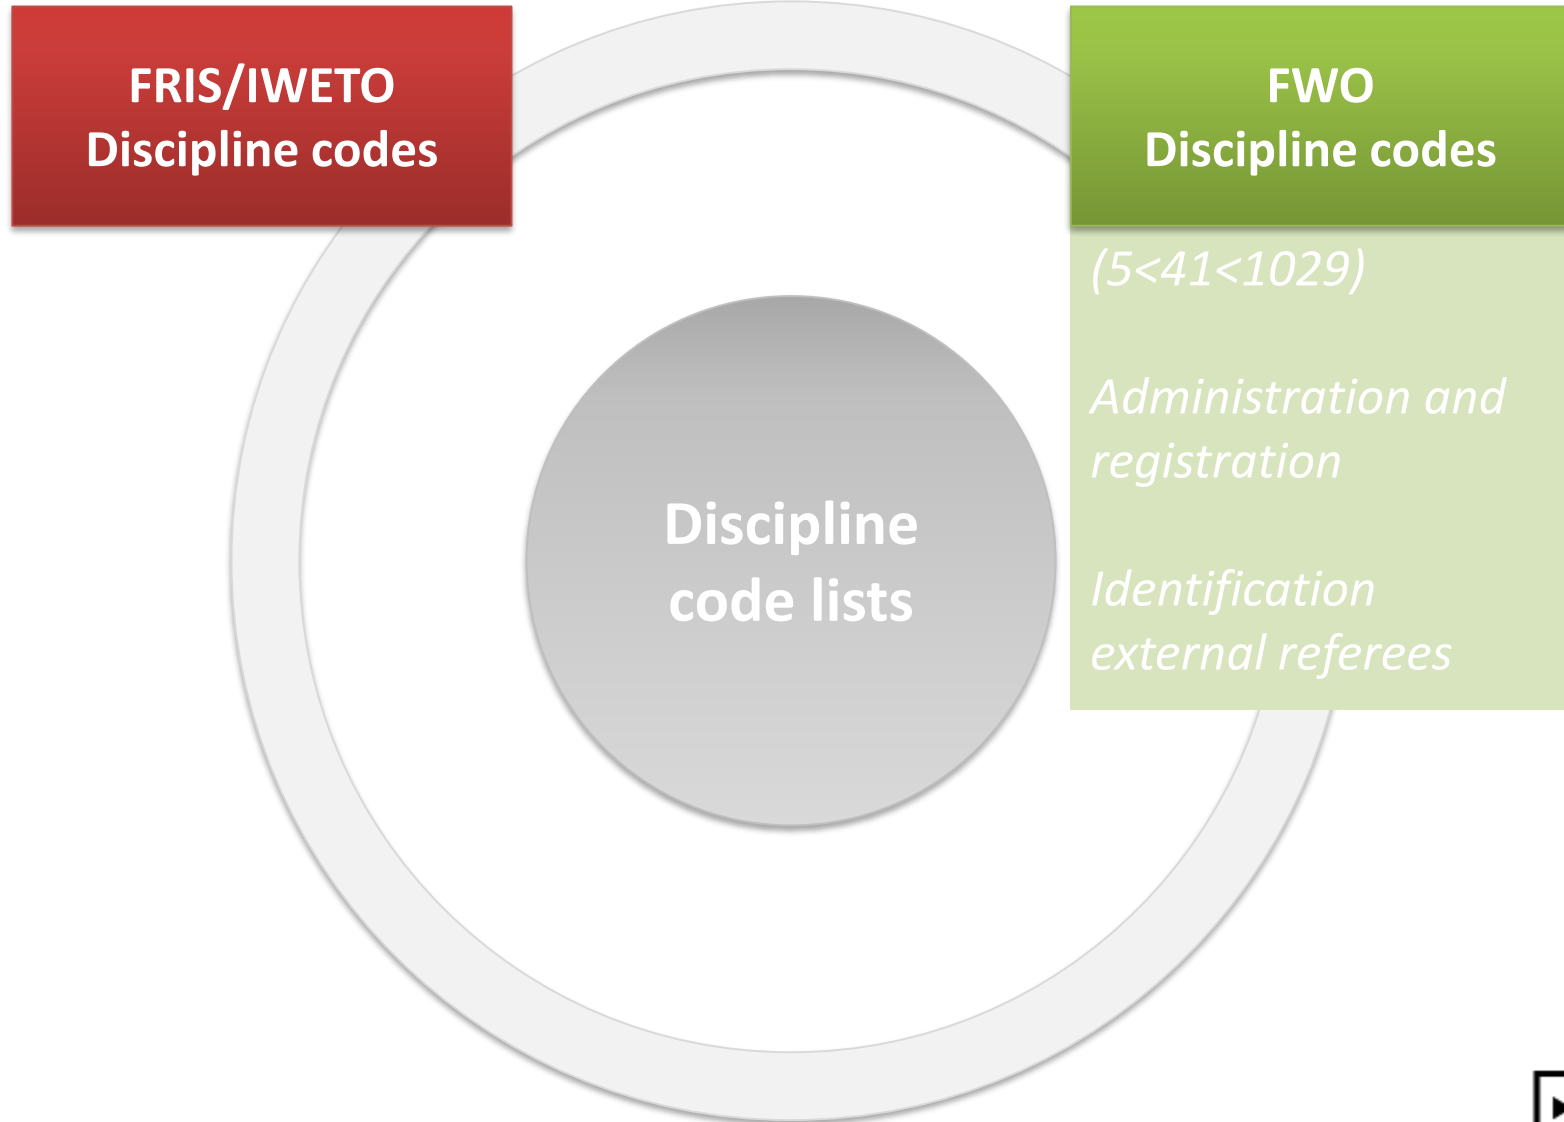 FRIS/IWETO
Discipline codes
FWO
Discipline codes
(5<41<1029)
Administration and
registration
Identification
external referees
Discipline
code lists